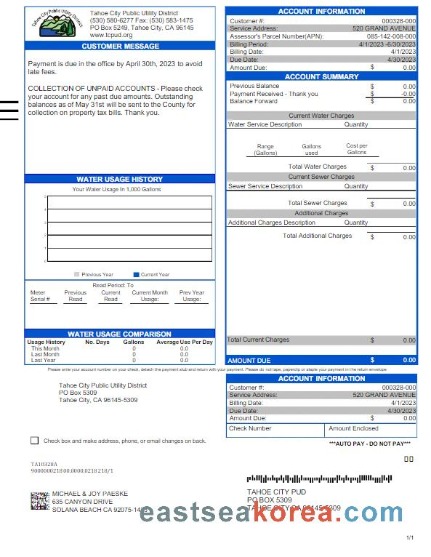 Tahoe City Public Utility District
(530) 580-6277 Fax: (530) 583-1475
PO Box 5249, Tahoe City, CA 96145
www.tcpud.org
CUSTOMER MESSAGE
Payment is due in the office by April 30th, 2023 to avoid
late fees.
COLLECTION OF UNPAID ACCOUNTS - Please check
your account for any past due amounts. Outstanding
balances as of May 31st will be sent to the County for
collection on property tax bills. Thank you.
WATER USAGE HISTORY
Your Water Usage in 1,000 Gallons
Previous Year Current Year
Read Period: To
Meter Previous Current Current Month Prev Year
Serial # Read Read Usage: Usage:
WATER USAGE COMPARISON
Usage History No. Days Gallons Average Use Per Day
This Month 0 0.0
Last Month 0 0.0
Last Year 0 0.0
ACCOUNT INFORMATION
Customer #: 000328-000
Service Address: 520 GRAND AVENUE
Assessor's Parcel Number(APN): 085-142-008-000
Billing Period: 4/1/2023 -6/30/2023
Billing Date: 4/1/2023
Due Date: 4/30/2023
Amount Due: $ 0.00
ACCOUNT SUMMARY
Previous Balance $ 0.00
Payment Received - Thank you $ -0.00
Balance Forward $ 0.00
Current Water Charges
Water Service Description Quantity
Range Gallons Cost per
(Gallons) used Gallons
Total Water Charges $ 0.00
Current Sewer Charges
Sewer Service Description Quantity
Total Sewer Charges $ 0.00
Additional Charges
Additional Charges Description Quantity
Total Additional Charges $ 0.00
Total Current Charges $ 0.00
AMOUNT DUE $ 0.00
Please write your account number on your check, detach the payment stub and return with your payment. Please do not tape, paperclip or staple your payment in the return envelope.
Tahoe City Public Utility District
PO Box 5309
Tahoe City, CA 96145-5309
Check box and make address, phone, or email changes on back.
ACCOUNT INFORMATION
Customer #: 000328-000
Service Address: 520 GRAND AVENUE
Billing Date: 4/1/2023
Due Date: 4/30/2023
Amount Due: $ 0.00
Check Number Amount Enclosed
***AUTO PAY - DO NOT PAY***
MICHAEL & JOY PAESKE
635 CANYON DRIVE
SOLANA BEACH CA 92075-
TAHOE CITY PUD
PO BOX 5309
TAHOE CITY CA 96145-5309
eastseakorea.com
1/1